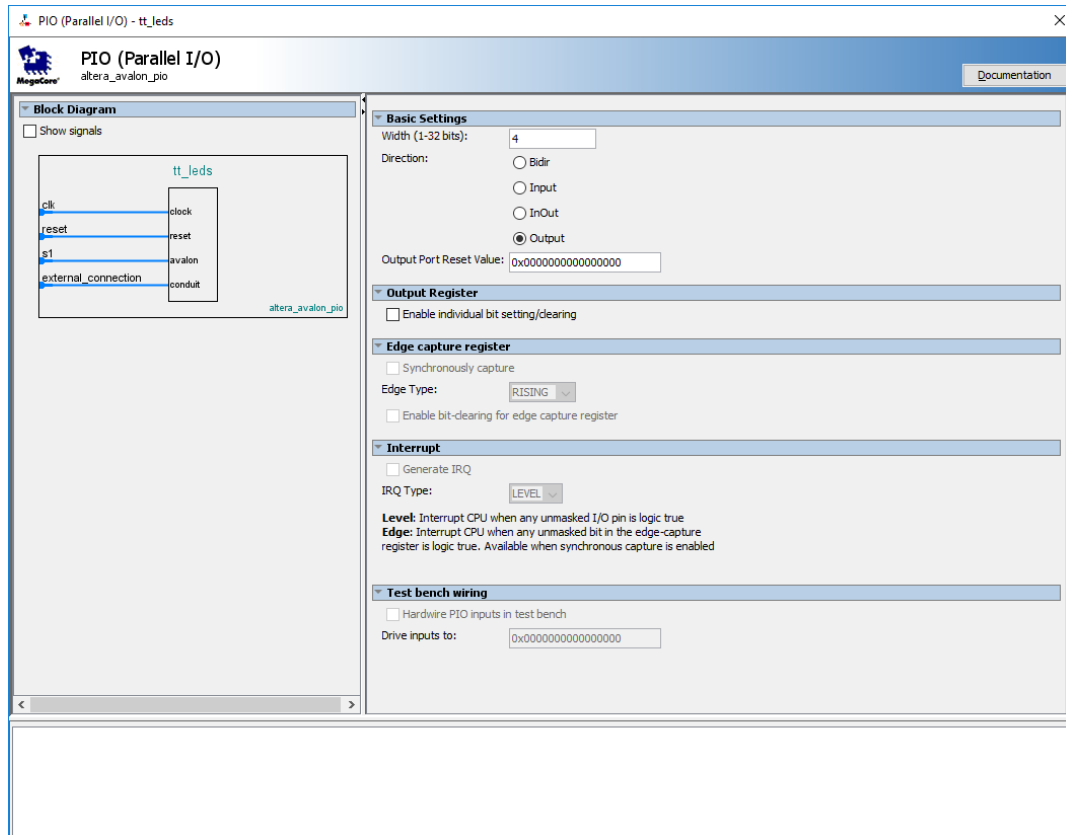 PIO (Parallel I/O) - tt_leds
PIO (Parallel I/O)
altera_avalon_pio
MegaCore'
Documentation
Block Diagram
Show signals
tt_leds
clk
clock
reset
reset
s1
avalon
external_connection
conduit
altera_avalon_pio
Basic Settings
Width (1-32 bits): 4
Direction: Bidir
Input
InOut
Output
Output Port Reset Value: 0x0000000000000000
Output Register
Enable individual bit setting/clearing
Edge capture register
Synchronously capture
Edge Type: RISING
Enable bit-clearing for edge capture register
Interrupt
Generate IRQ
IRQ Type: LEVEL
Level: Interrupt CPU when any unmasked I/O pin is logic true
Edge: Interrupt CPU when any unmasked bit in the edge-capture
register is logic true. Available when synchronous capture is enabled
Test bench wiring
Hardwire PIO inputs in test bench
Drive inputs to: 0x0000000000000000